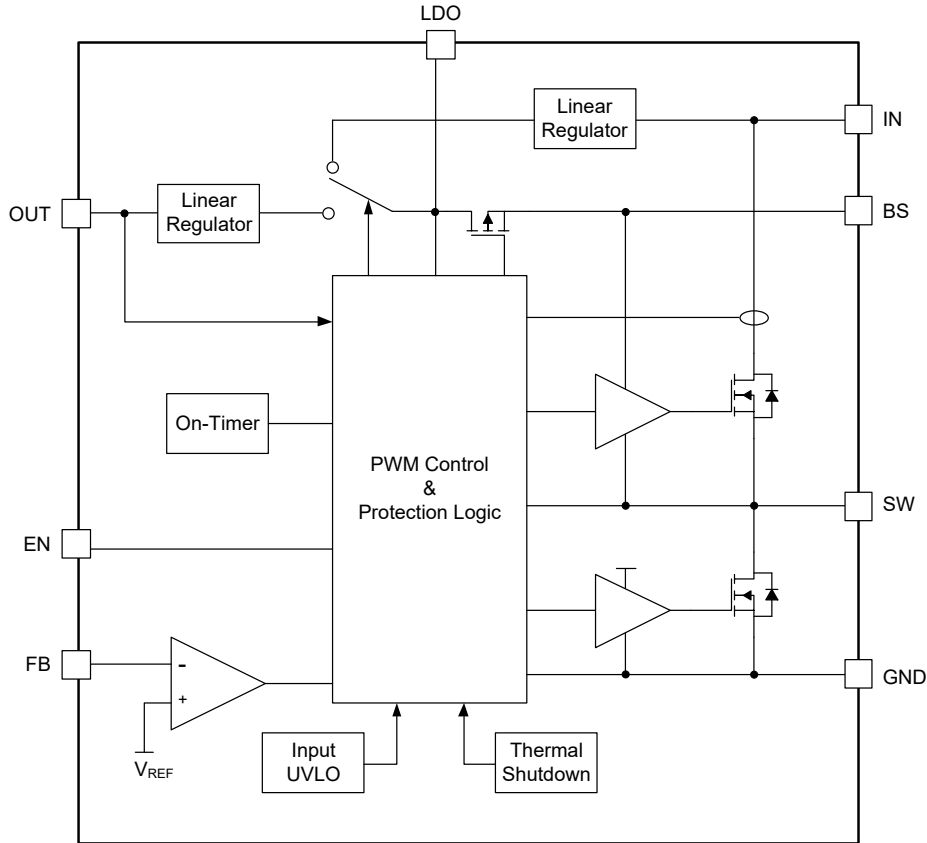 LDO
Linear
Regulator
IN
OUT
Linear
Regulator
BS
On-Timer
PWM Control
&
Protection Logic
SW
EN
FB
-
+
VREF
GND
Input
UVLO
Thermal
Shutdown